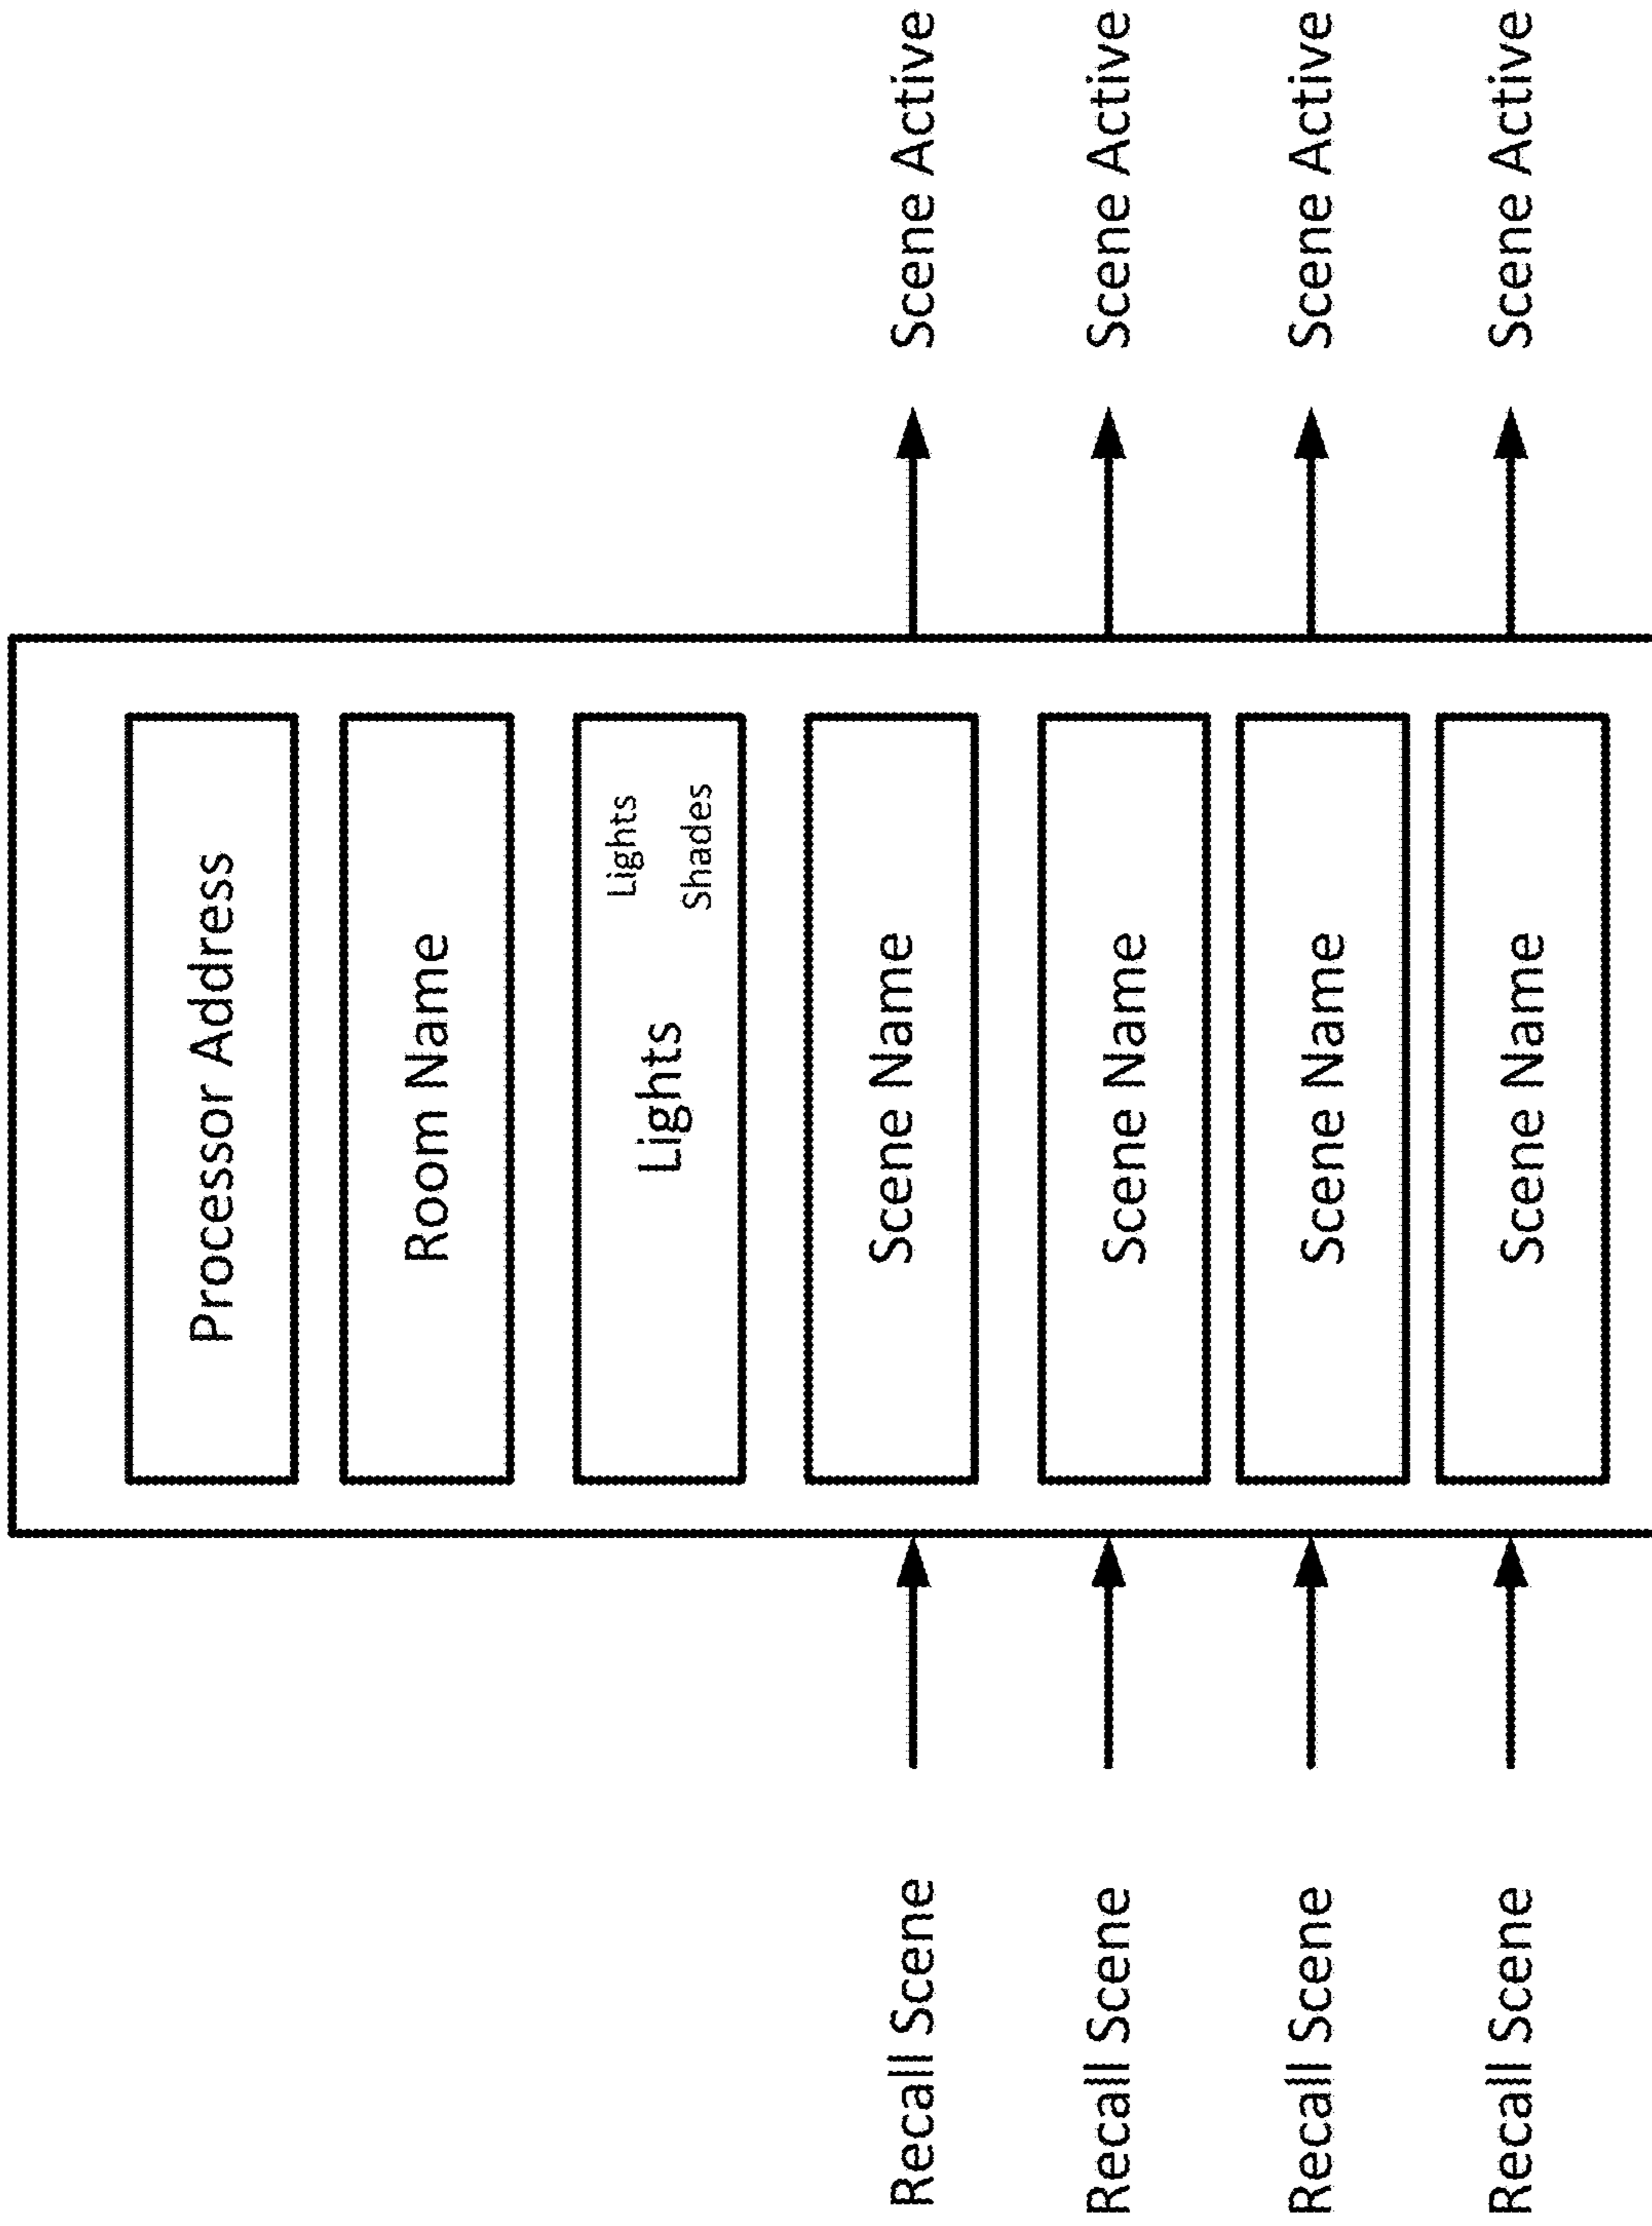 Processor Address
Room Name
Lights
Lights
Shades
Recall Scene
Scene Name
Scene Active
Recall Scene
Scene Name
Scene Active
Recall Scene
Scene Name
Scene Active
Recall Scene
Scene Name
Scene Active